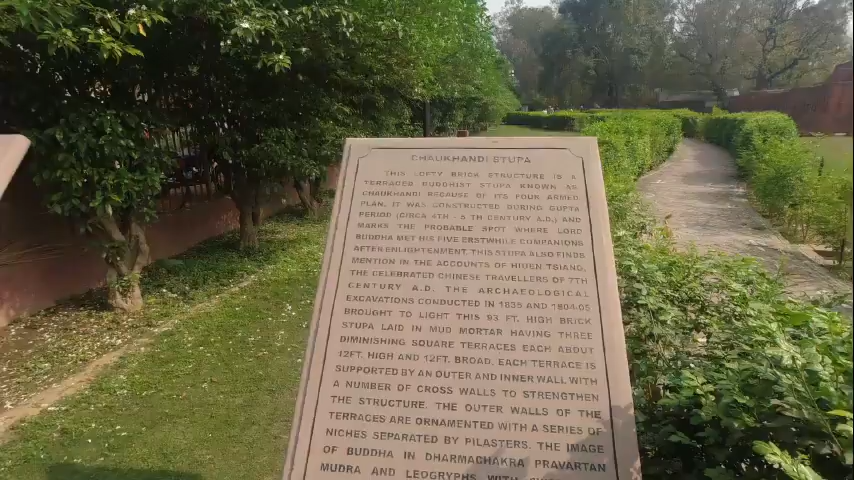 CHAUKHANDI STUPA
THIS LOFTY BRICK STRUCTURE IS A
TERRACED BUDDHIST STUPA KNOWN AS
CHAUKHANDI BECAUSE OF ITS FOUR ARMED
PLAN. IT WAS CONSTRUCTED DURING GUPTA
PERIOD (CIRCA 4TH - 5 TH CENTURY A.D.) AND
MARKS THE PROBABLE SPOT WHERE LORD
BUDDHA MET HIS FIVE ERSTWHILE COMPANIONS
AFTER ENLIGHTENMENT. THIS STUPA ALSO FINDS
MENTION IN THE ACCOUNTS OF HIUEN TSIANG,
THE CELEBRATED CHINESE TRAVELLERS OF 7TH
CENTURY A.D. THE ARCHAEOLOGICAL
EXCAVATIONS CONDUCTED IN 1835 AND 1904-05
BROUGHT TO LIGHT THIS 93 FT. HIGH BRICK
STUPA LAID IN MUD MORTAR HAVING THREE
DIMINISHING SQUARE TERRACES EACH ABOUT
12FT. HIGH AND 12FT. BROAD. EACH TERRACE IS
SUPPORTED BY AN OUTER AND INNER WALL WITH
A NUMBER OF CROSS WALLS TO STRENGTHEN
THE STRUCTURE. THE OUTER WALLS OF THE
TERRACES ARE ORNAMENTED WITH A SERIES OF
NICHES SEPARATED BY PILASTERS. THE IMAGE
OF BUDDHA IN DHARMACHAKRA PRAVARTAN
MUDRA AND LEOGRYPHS WITH